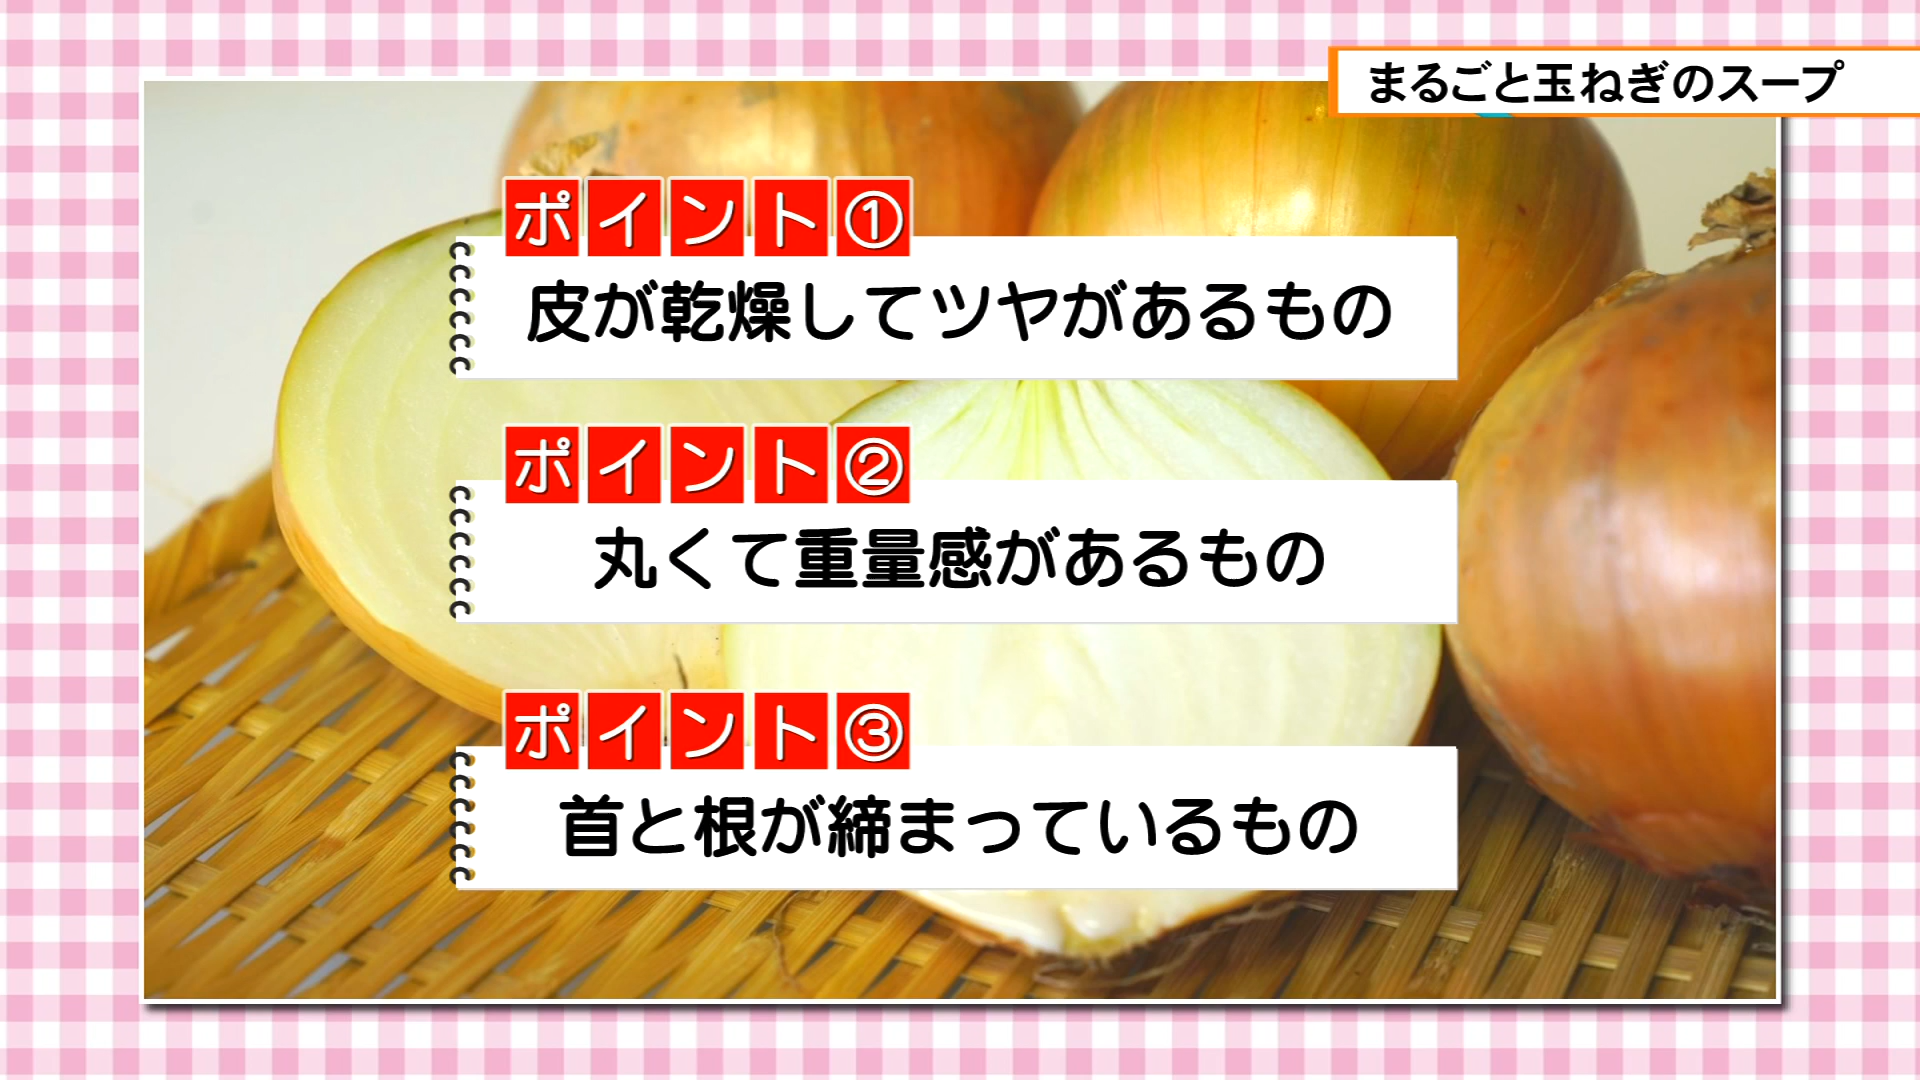 まるごと玉ねぎのスープ
ポイント①
皮が乾燥してツヤがあるもの
ポイント②
丸くて重量感があるもの
ポイント③
首と根が締まっているもの